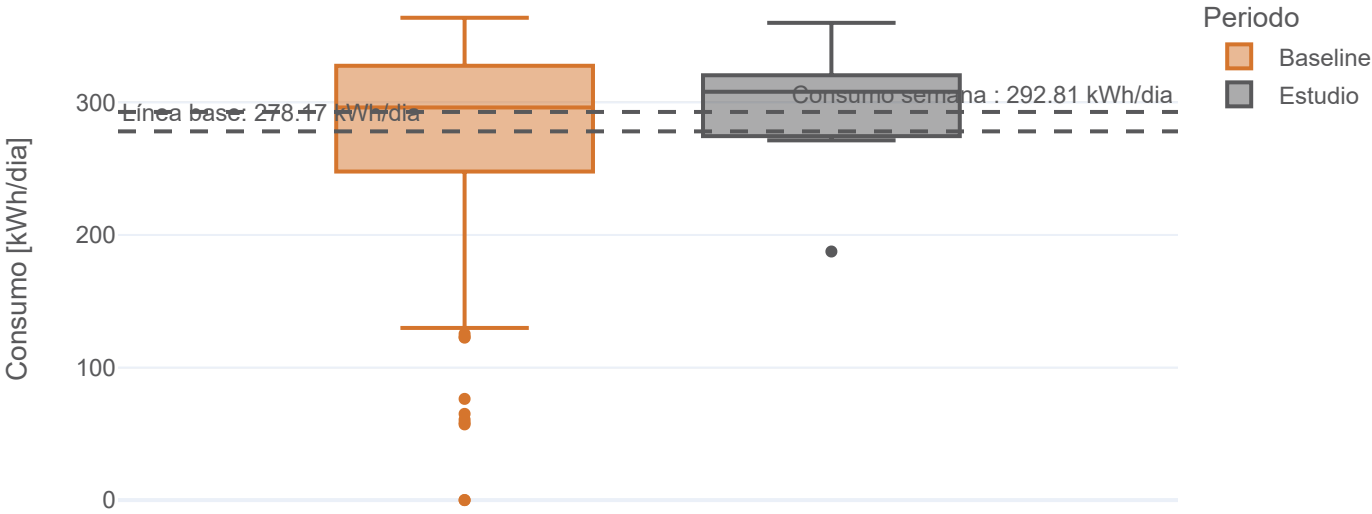 Periodo
Baseline
Estudio
Consumo [kWh/dia]
300
200
100
0
Línea base: 278.17 kWh/dia
Consumo semana : 292.81 kWh/dia